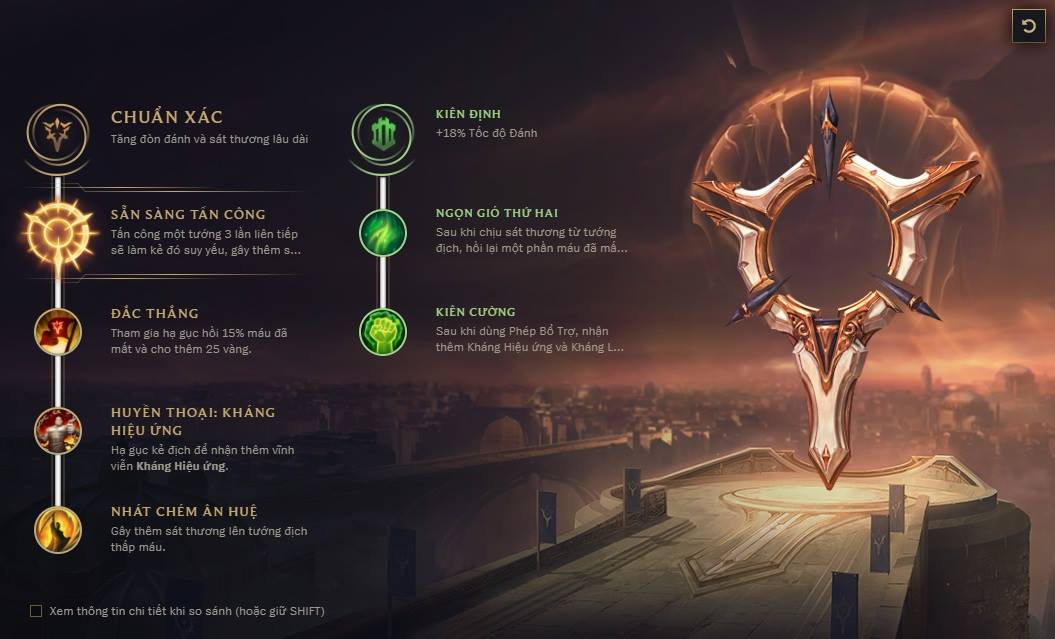 CHUẨN XÁC
Tăng đòn đánh và sát thương lâu dài
SẴN SÀNG TẤN CÔNG
Tấn công một tướng 3 lần liên tiếp
sẽ làm kẻ đó suy yếu, gây thêm s...
ĐẮC THẮNG
Tham gia hạ gục hồi 15% máu đã
mất và cho thêm 25 vàng.
HUYỀN THOẠI: KHÁNG
HIỆU ỨNG
Hạ gục kẻ địch để nhận thêm vĩnh
viễn Kháng Hiệu ứng.
NHÁT CHÉM ÂN HUỆ
Gây thêm sát thương lên tướng địch
thấp máu.
KIÊN ĐỊNH
+18% Tốc độ Đánh
NGỌN GIÓ THỨ HAI
Sau khi chịu sát thương từ tướng
địch, hồi lại một phần máu đã mấ...
KIÊN CƯỜNG
Sau khi dùng Phép Bổ Trợ, nhận
thêm Kháng Hiệu ứng và Kháng L...
Xem thông tin chi tiết khi so sánh (hoặc giữ SHIFT)